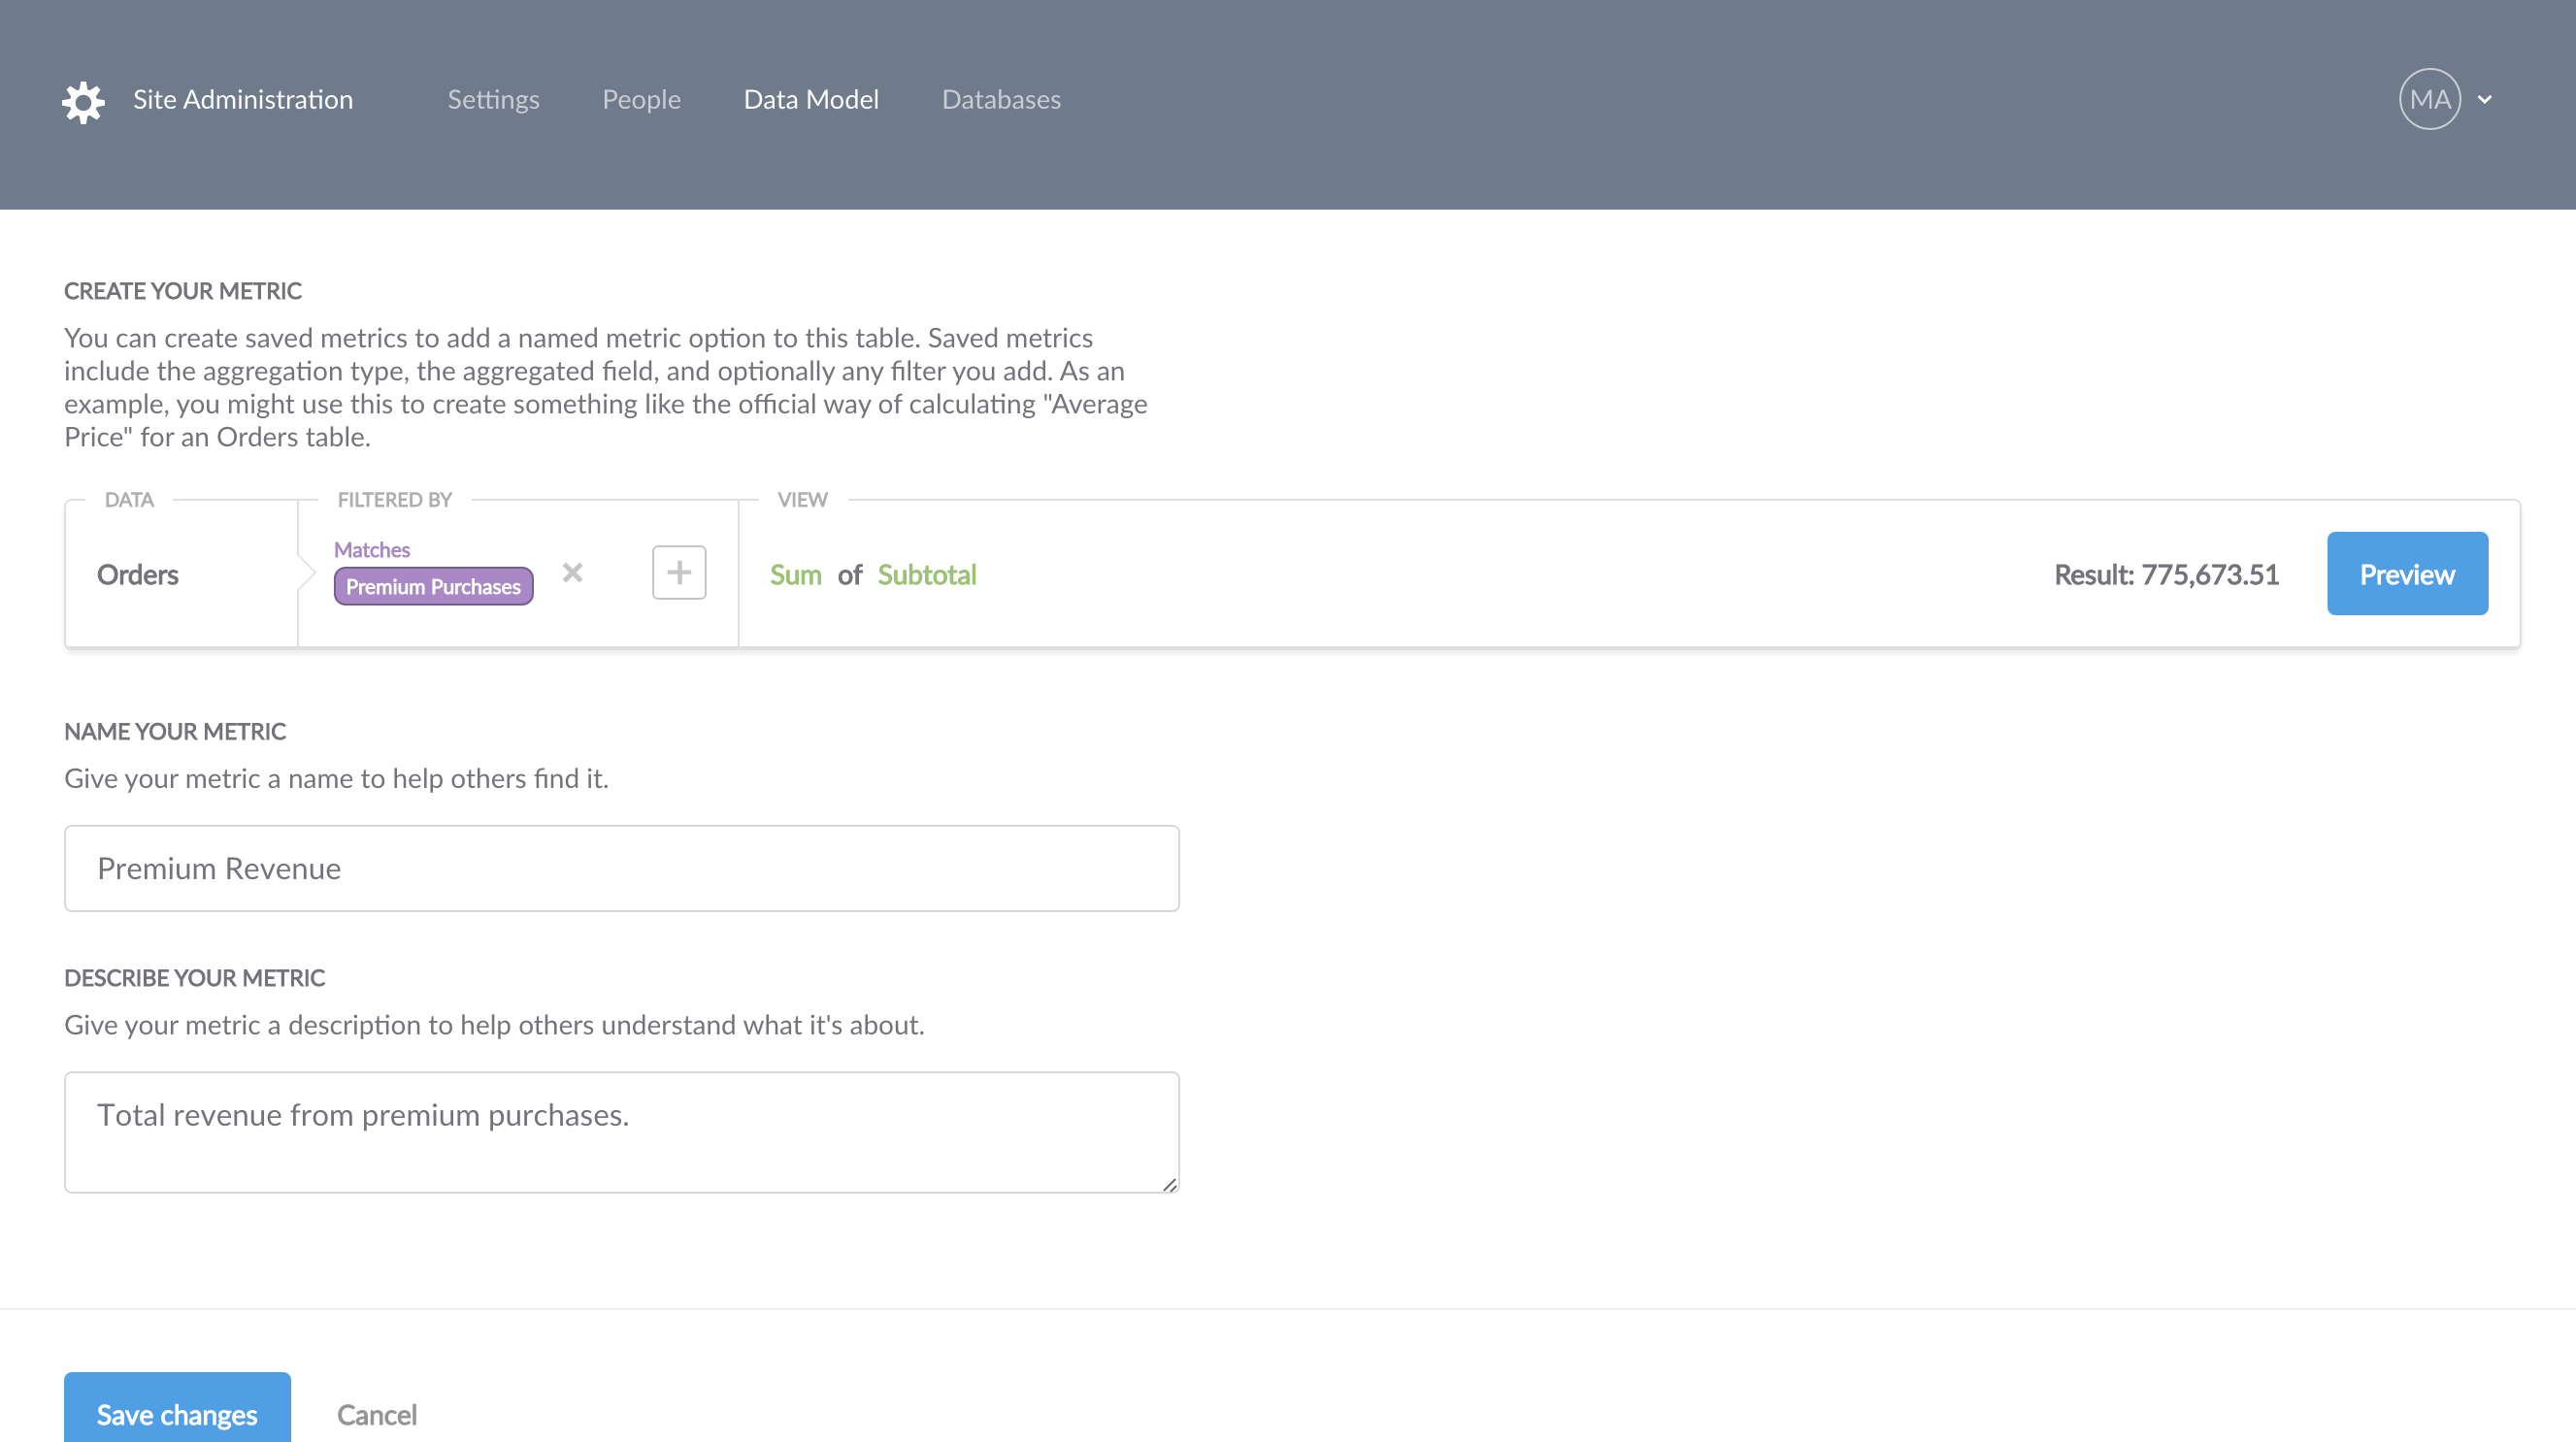 Site Administration Settings People Data Model Databases MA
CREATE YOUR METRIC
You can create saved metrics to add a named metric option to this table. Saved metrics
include the aggregation type, the aggregated field, and optionally any filter you add. As an
example, you might use this to create something like the official way of calculating "Average
Price" for an Orders table.
DATA FILTERED BY VIEW
Matches
Orders Premium Purchases Sum of Subtotal Result: 775,673.51 Preview
NAME YOUR METRIC
Give your metric a name to help others find it.
Premium Revenue
DESCRIBE YOUR METRIC
Give your metric a description to help others understand what it's about.
Total revenue from premium purchases.
Save changes Cancel